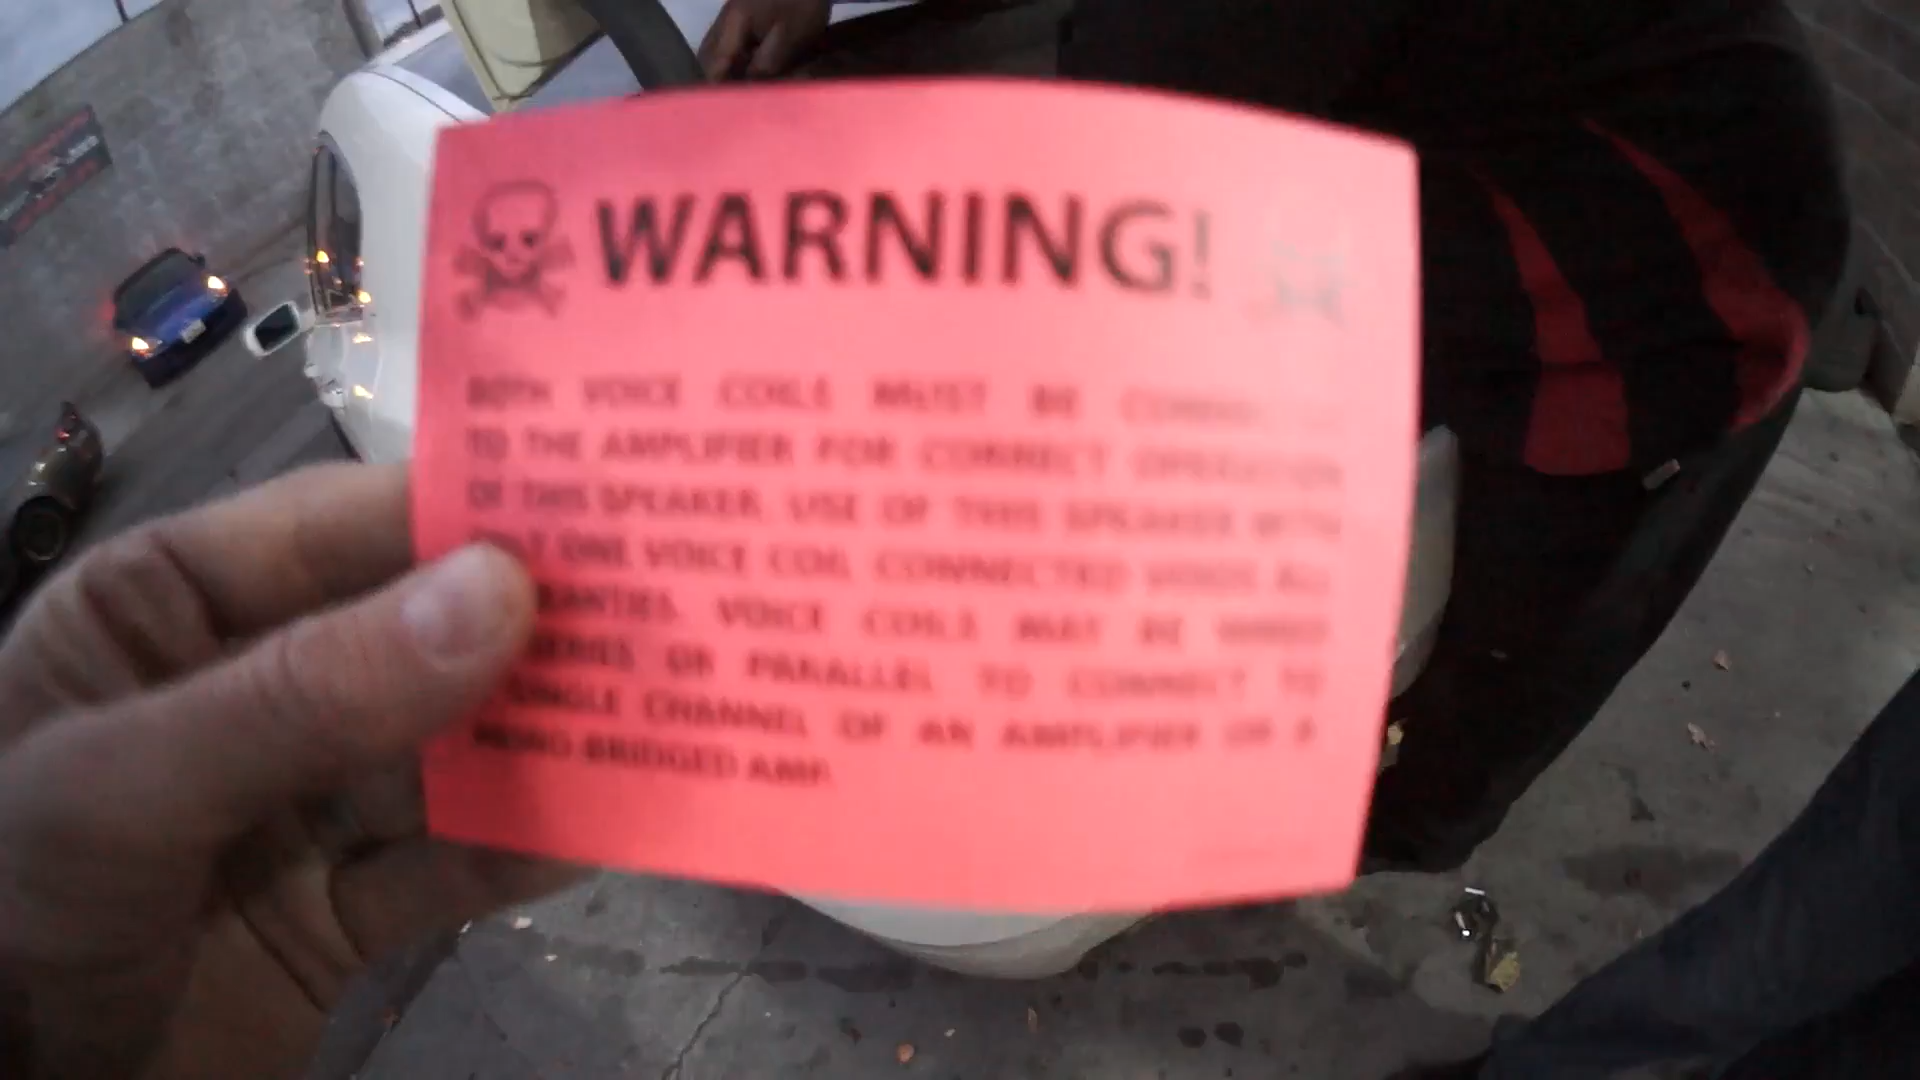 WARNING!
BOTH VOICE COILS MUST BE
TO THE AMPLIFIER FOR CORRECT OPERATION
OF THIS SPEAKER. USE OF THIS SPEAKER WITH
ONE VOICE COIL CONNECTED VOIDS ALL
VOICE COILS MAY BE WIRED
SERIES OR PARALLEL TO CONNECT TO
SINGLE CHANNEL OF AN AMPLIFIER OR A
MONO BRIDGED AMP.